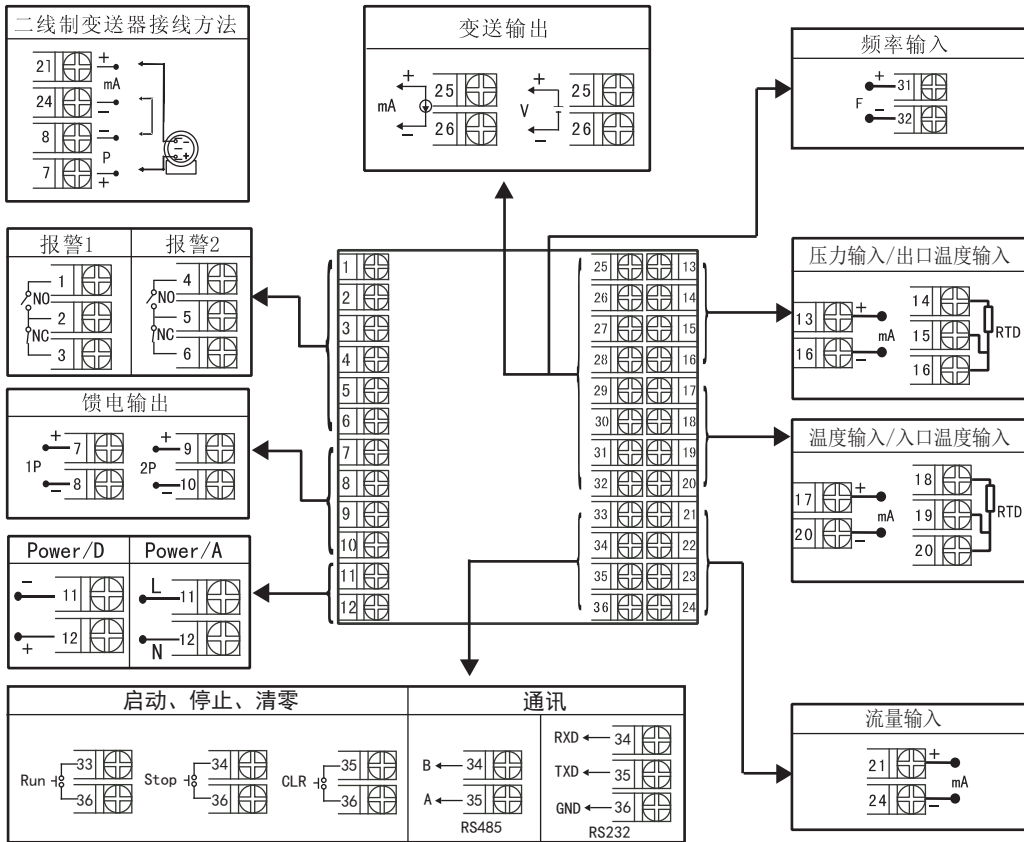 二线制变送器接线方法
21 +
mA
24 −
8 −
P
7 +
变送输出
+ 25
mA
− 26
+ 25
V
− 26
频率输入
+ 31
F
− 32
报警1
1
NO
2
NC
3
报警2
4
NO
5
NC
6
馈电输出
+ 7
1P
− 8
+ 9
2P
− 10
Power/D
− 11
+ 12
Power/A
L 11
N 12
1
2
3
4
5
6
7
8
9
10
11
12
25 13
26 14
27 15
28 16
29 17
30 18
31 19
32 20
33 21
34 22
35 23
36 24
压力输入/出口温度输入
13 +
mA
16 −
14
15 RTD
16
温度输入/入口温度输入
17 +
mA
20 −
18
19 RTD
20
启动、停止、清零
33
Run
36
34
Stop
36
35
CLR
36
通讯
B 34
A 35
RS485
RXD 34
TXD 35
GND 36
RS232
流量输入
21 +
mA
24 −